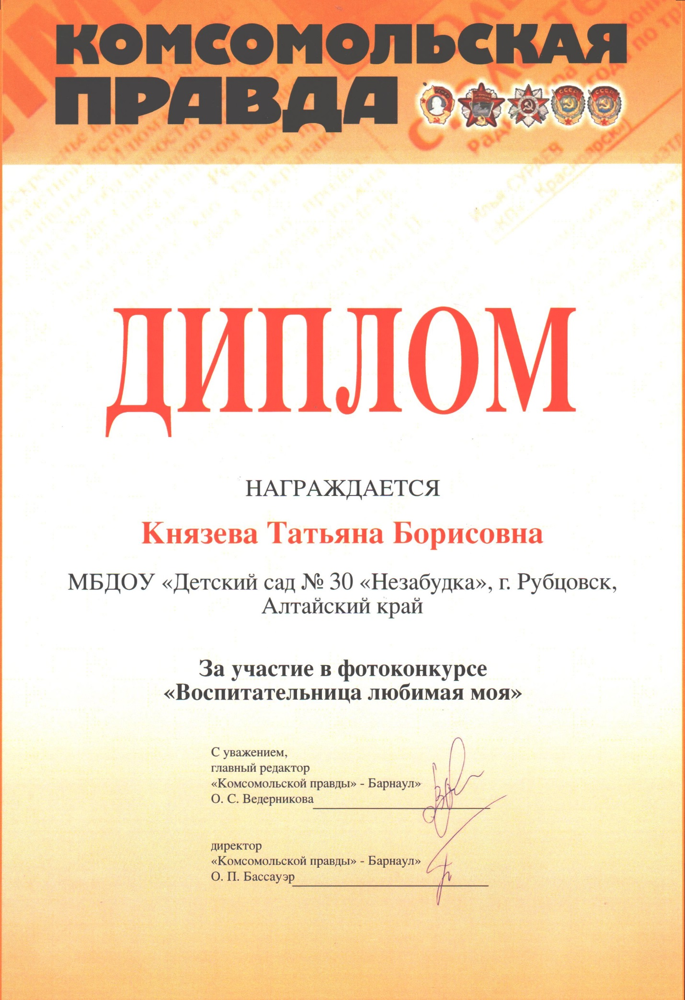 КОМСОМОЛЬСКАЯ
ПРАВДА
ДИПЛОМ
НАГРАЖДАЕТСЯ
Князева Татьяна Борисовна
МБДОУ «Детский сад № 30 «Незабудка», г. Рубцовск,
Алтайский край
За участие в фотоконкурсе
«Воспитательница любимая моя»
С уважением,
главный редактор
«Комсомольской правды» - Барнаул»
О. С. Ведерникова
директор
«Комсомольской правды» - Барнаул»
О. П. Бассауэр